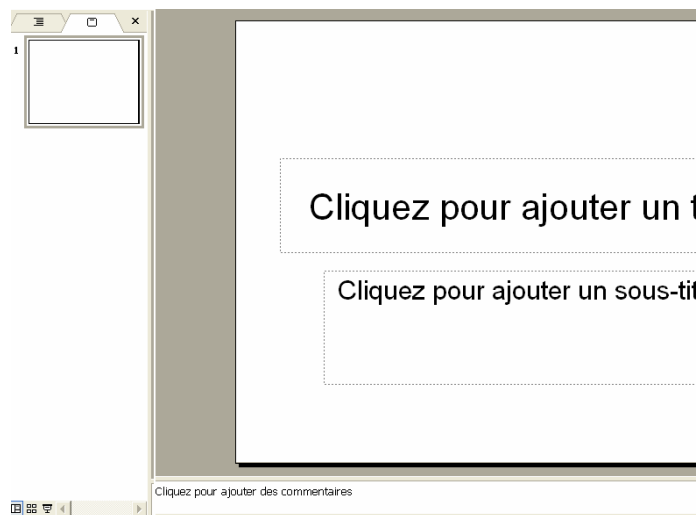 1
Cliquez pour ajouter un t
Cliquez pour ajouter un sous-tit
Cliquez pour ajouter des commentaires